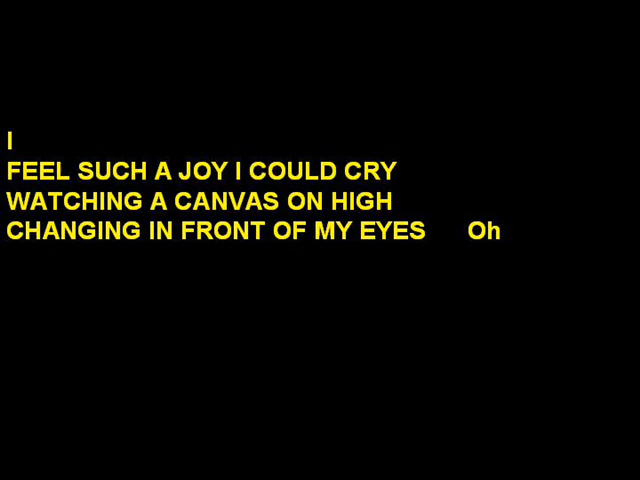 I
FEEL SUCH A JOY I COULD CRY
WATCHING A CANVAS ON HIGH
CHANGING IN FRONT OF MY EYES Oh